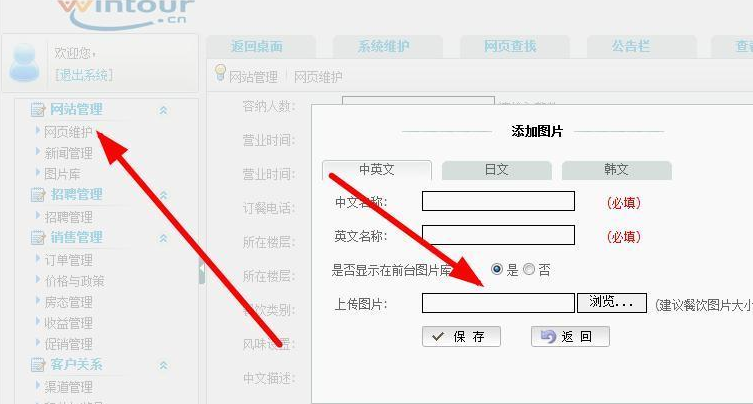 wintour
.cn
欢迎您，
[退出系统]
返回桌面
系统维护
网页查找
公告栏
网站管理
网页维护
网站管理
网页维护
新闻管理
图片库
招聘管理
招聘管理
销售管理
订单管理
价格与政策
房态管理
收益管理
促销管理
客户关系
渠道管理
容纳人数：
营业时间：
营业时间：
订餐电话：
所在楼层：
所在楼层：
餐饮类别：
风味设置：
中文描述：
添加图片
中英文
日文
韩文
中文名称：
(必填)
英文名称：
(必填)
是否显示在前台图片库
是
否
上传图片：
浏览...
(建议餐饮图片大小
保 存
返 回